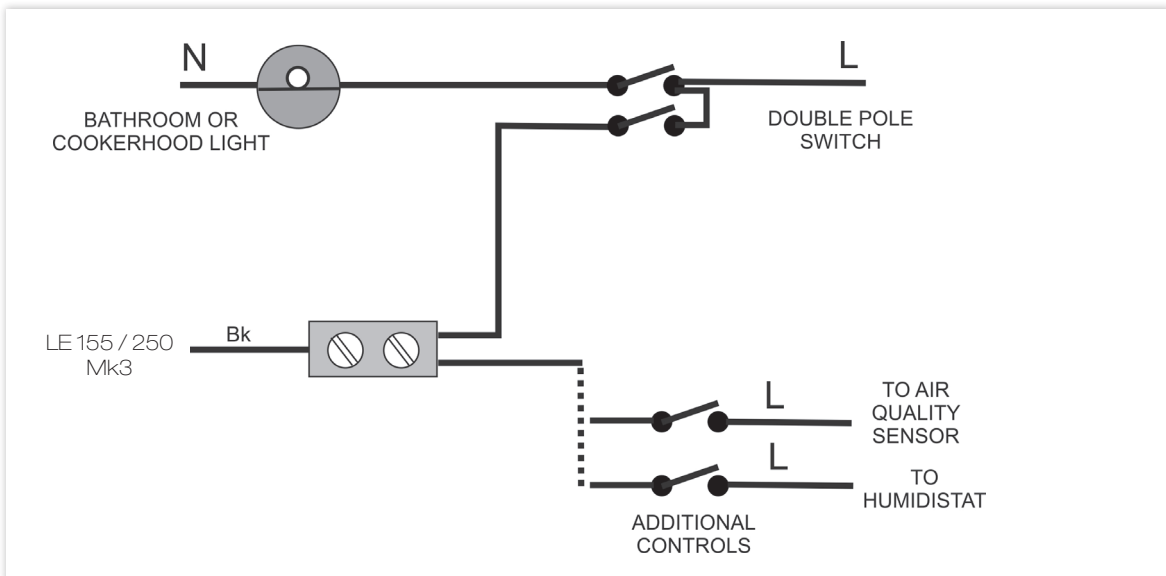 N
L
BATHROOM OR
COOKERHOOD LIGHT
DOUBLE POLE
SWITCH
LE 155 / 250
Mk3
Bk
L
TO AIR
QUALITY
SENSOR
L
TO
HUMIDISTAT
ADDITIONAL
CONTROLS